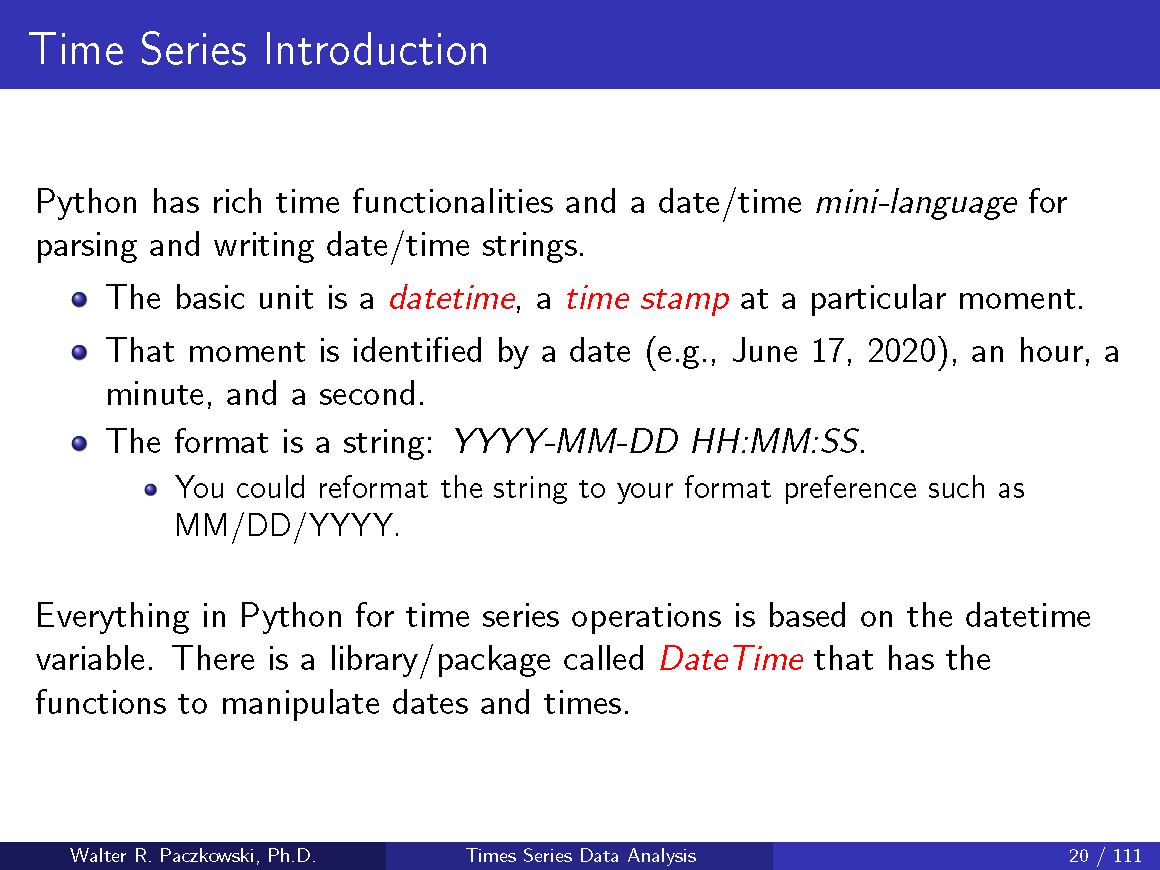 Time Series Introduction
Python has rich time functionalities and a date/time mini-language for
parsing and writing date/time strings.
The basic unit is a datetime, a time stamp at a particular moment.
That moment is identified by a date (e.g., June 17, 2020), an hour, a
minute, and a second.
The format is a string: YYYY-MM-DD HH:MM:SS.
You could reformat the string to your format preference such as
MM/DD/YYYY.
Everything in Python for time series operations is based on the datetime
variable. There is a library/package called DateTime that has the
functions to manipulate dates and times.
Walter R. Paczkowski, Ph.D. Times Series Data Analysis 20 / 111